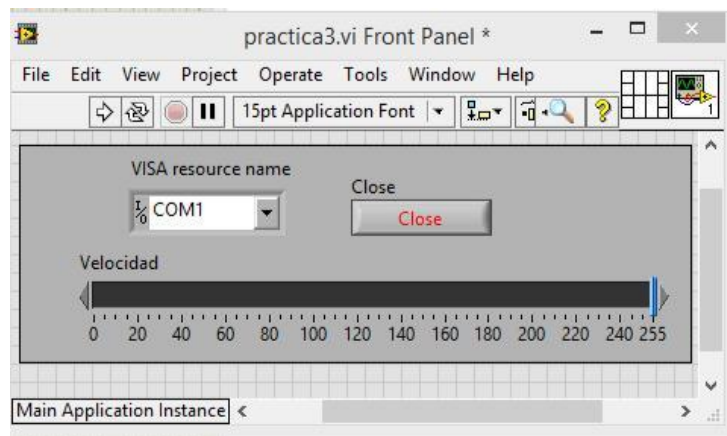 practica3.vi Front Panel *
File Edit View Project Operate Tools Window Help
15pt Application Font
1
VISA resource name
Close
I/O COM1
Close
Velocidad
0 20 40 60 80 100 120 140 160 180 200 220 240 255
Main Application Instance